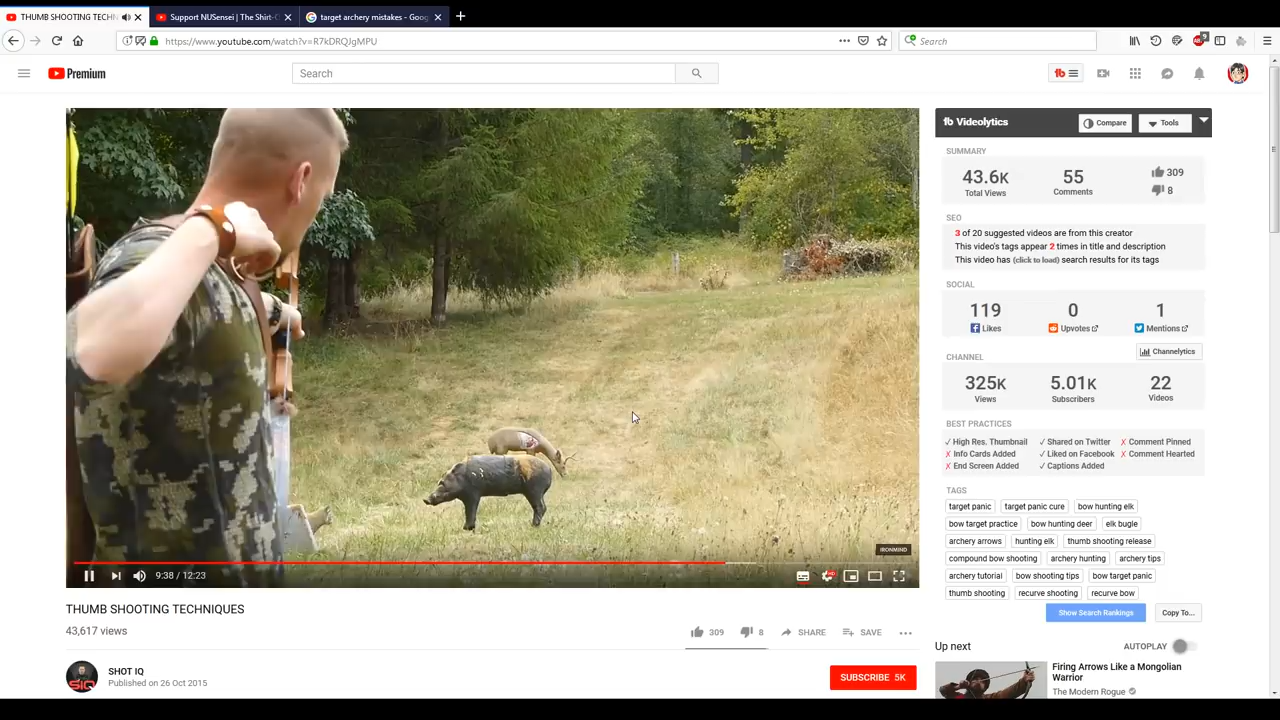 THUMB SHOOTING TECHN
Support NUSensei | The Shirt-C
target archery mistakes - Goog
https://www.youtube.com/watch?v=R7kDRQJgMPU
Search
9
Premium
Search
tb
IRONMIND
9:38 / 12:23
HD
THUMB SHOOTING TECHNIQUES
43,617 views
309
8
SHARE
SAVE
SIQ
SHOT IQ
Published on 26 Oct 2015
SUBSCRIBE 5K
tb Videolytics
Compare
Tools
SUMMARY
43.6K
Total Views
55
Comments
309
8
SEO
3 of 20 suggested videos are from this creator
This video's tags appear 2 times in title and description
This video has (click to load) search results for its tags
SOCIAL
119
Likes
0
Upvotes
1
Mentions
Channelytics
CHANNEL
325K
Views
5.01K
Subscribers
22
Videos
BEST PRACTICES
✓ High Res. Thumbnail ✓ Shared on Twitter ✗ Comment Pinned
✗ Info Cards Added ✓ Liked on Facebook ✗ Comment Hearted
✗ End Screen Added ✓ Captions Added
TAGS
target panic target panic cure bow hunting elk
bow target practice bow hunting deer elk bugle
archery arrows hunting elk thumb shooting release
compound bow shooting archery hunting archery tips
archery tutorial bow shooting tips bow target panic
thumb shooting recurve shooting recurve bow
Show Search Rankings Copy To...
Up next
AUTOPLAY
Firing Arrows Like a Mongolian
Warrior
The Modern Rogue